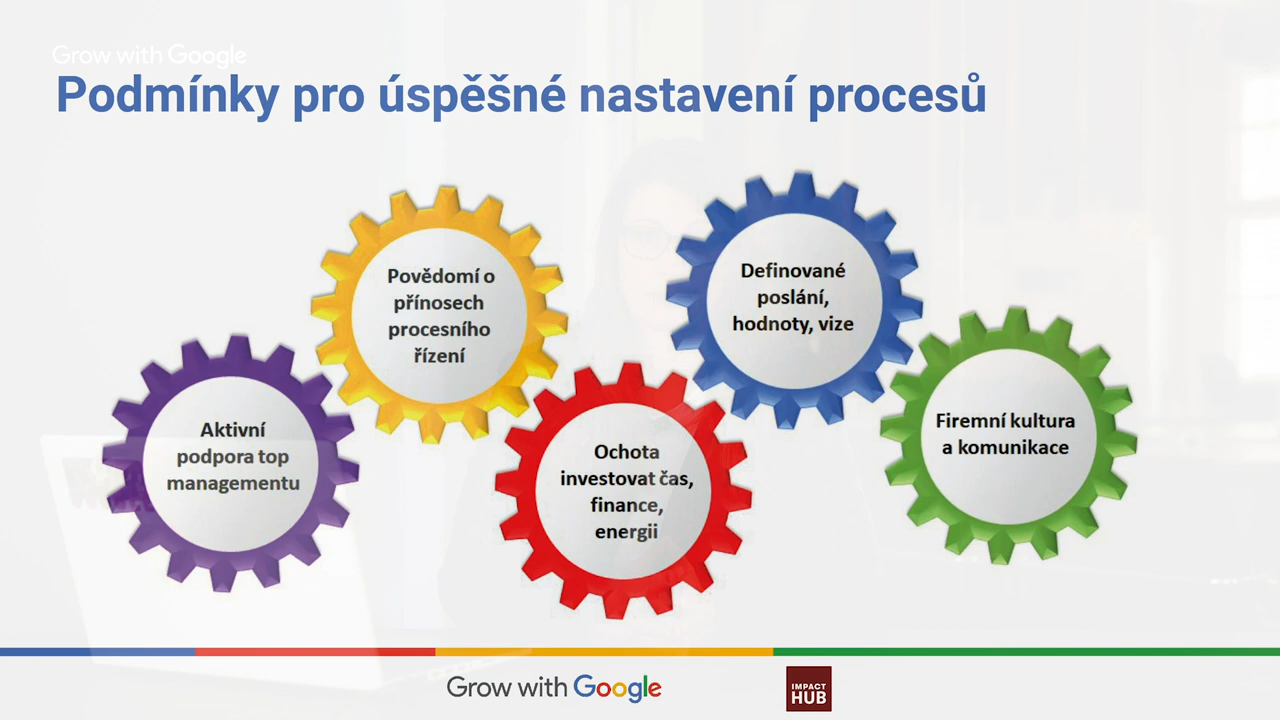 Grow with Google
Podmínky pro úspěšné nastavení procesů
Aktivní
podpora top
managementu
Povědomí o
přínosech
procesního
řízení
Ochota
investovat čas,
finance,
energii
Definované
poslání,
hodnoty, vize
Firemní kultura
a komunikace
Grow with Google
IMPACT
HUB